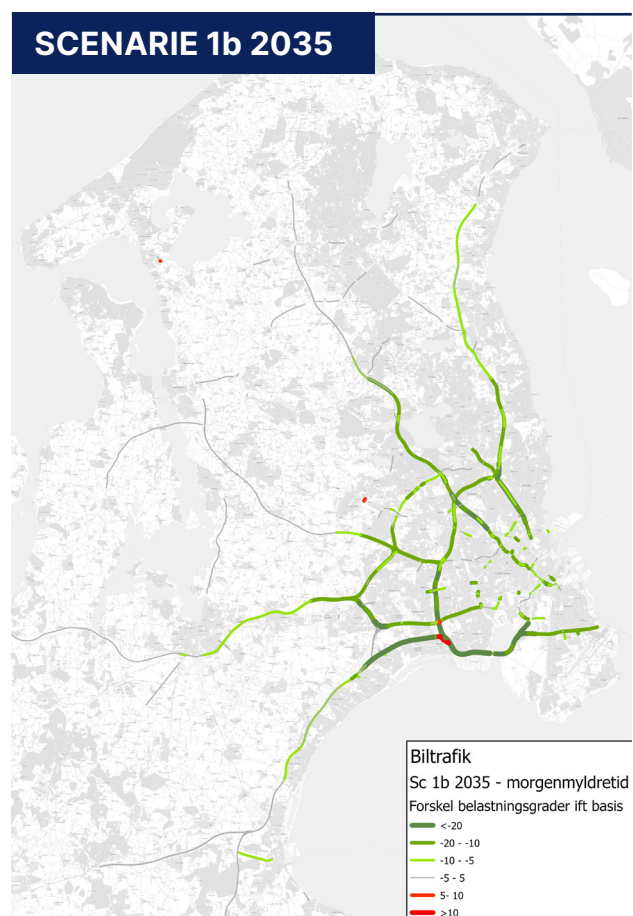 SCENARIE 1b 2035
Biltrafik
Sc 1b 2035 - morgenmyldretid
Forskel belastningsgrader ift basis
<-20
-20 - -10
-10 - -5
-5 - 5
5- 10
>10